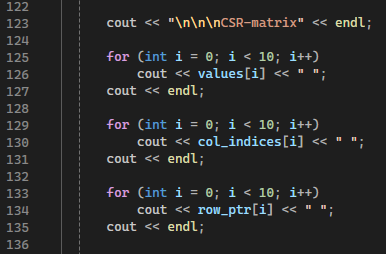 122
123 cout << "\n\n\nCSR-matrix" << endl;
124
125 for (int i = 0; i < 10; i++)
126 cout << values[i] << " ";
127 cout << endl;
128
129 for (int i = 0; i < 10; i++)
130 cout << col_indices[i] << " ";
131 cout << endl;
132
133 for (int i = 0; i < 10; i++)
134 cout << row_ptr[i] << " ";
135 cout << endl;
136